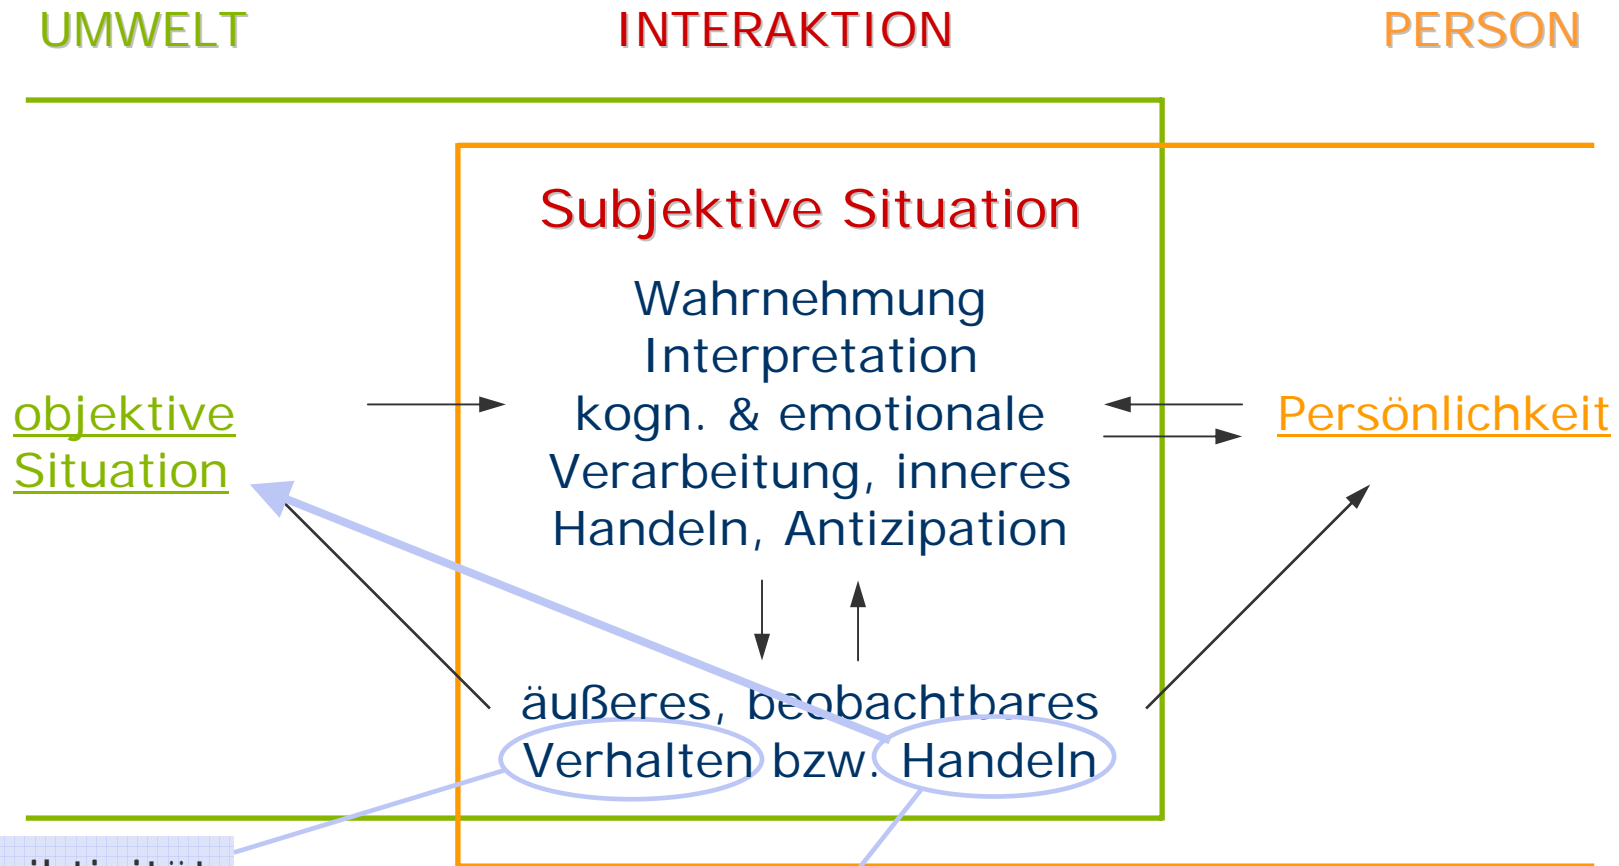 UMWELT INTERAKTION PERSON
Subjektive Situation
Wahrnehmung
Interpretation
kogn. & emotionale
Verarbeitung, inneres
Handeln, Antizipation
objektive
Situation
Persönlichkeit
äußeres, beobachtbares
Verhalten bzw. Handeln